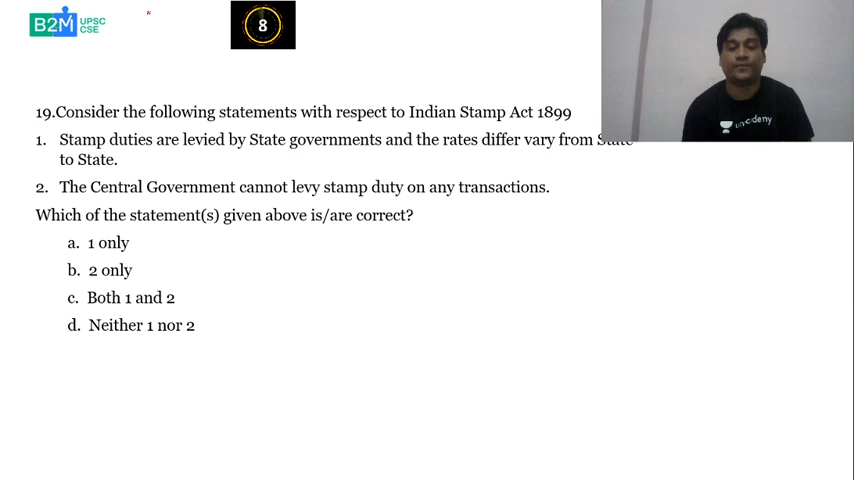 B2M UPSC
CSE
8
19.Consider the following statements with respect to Indian Stamp Act 1899
1. Stamp duties are levied by State governments and the rates differ vary from State
to State.
2. The Central Government cannot levy stamp duty on any transactions.
Which of the statement(s) given above is/are correct?
a. 1 only
b. 2 only
c. Both 1 and 2
d. Neither 1 nor 2